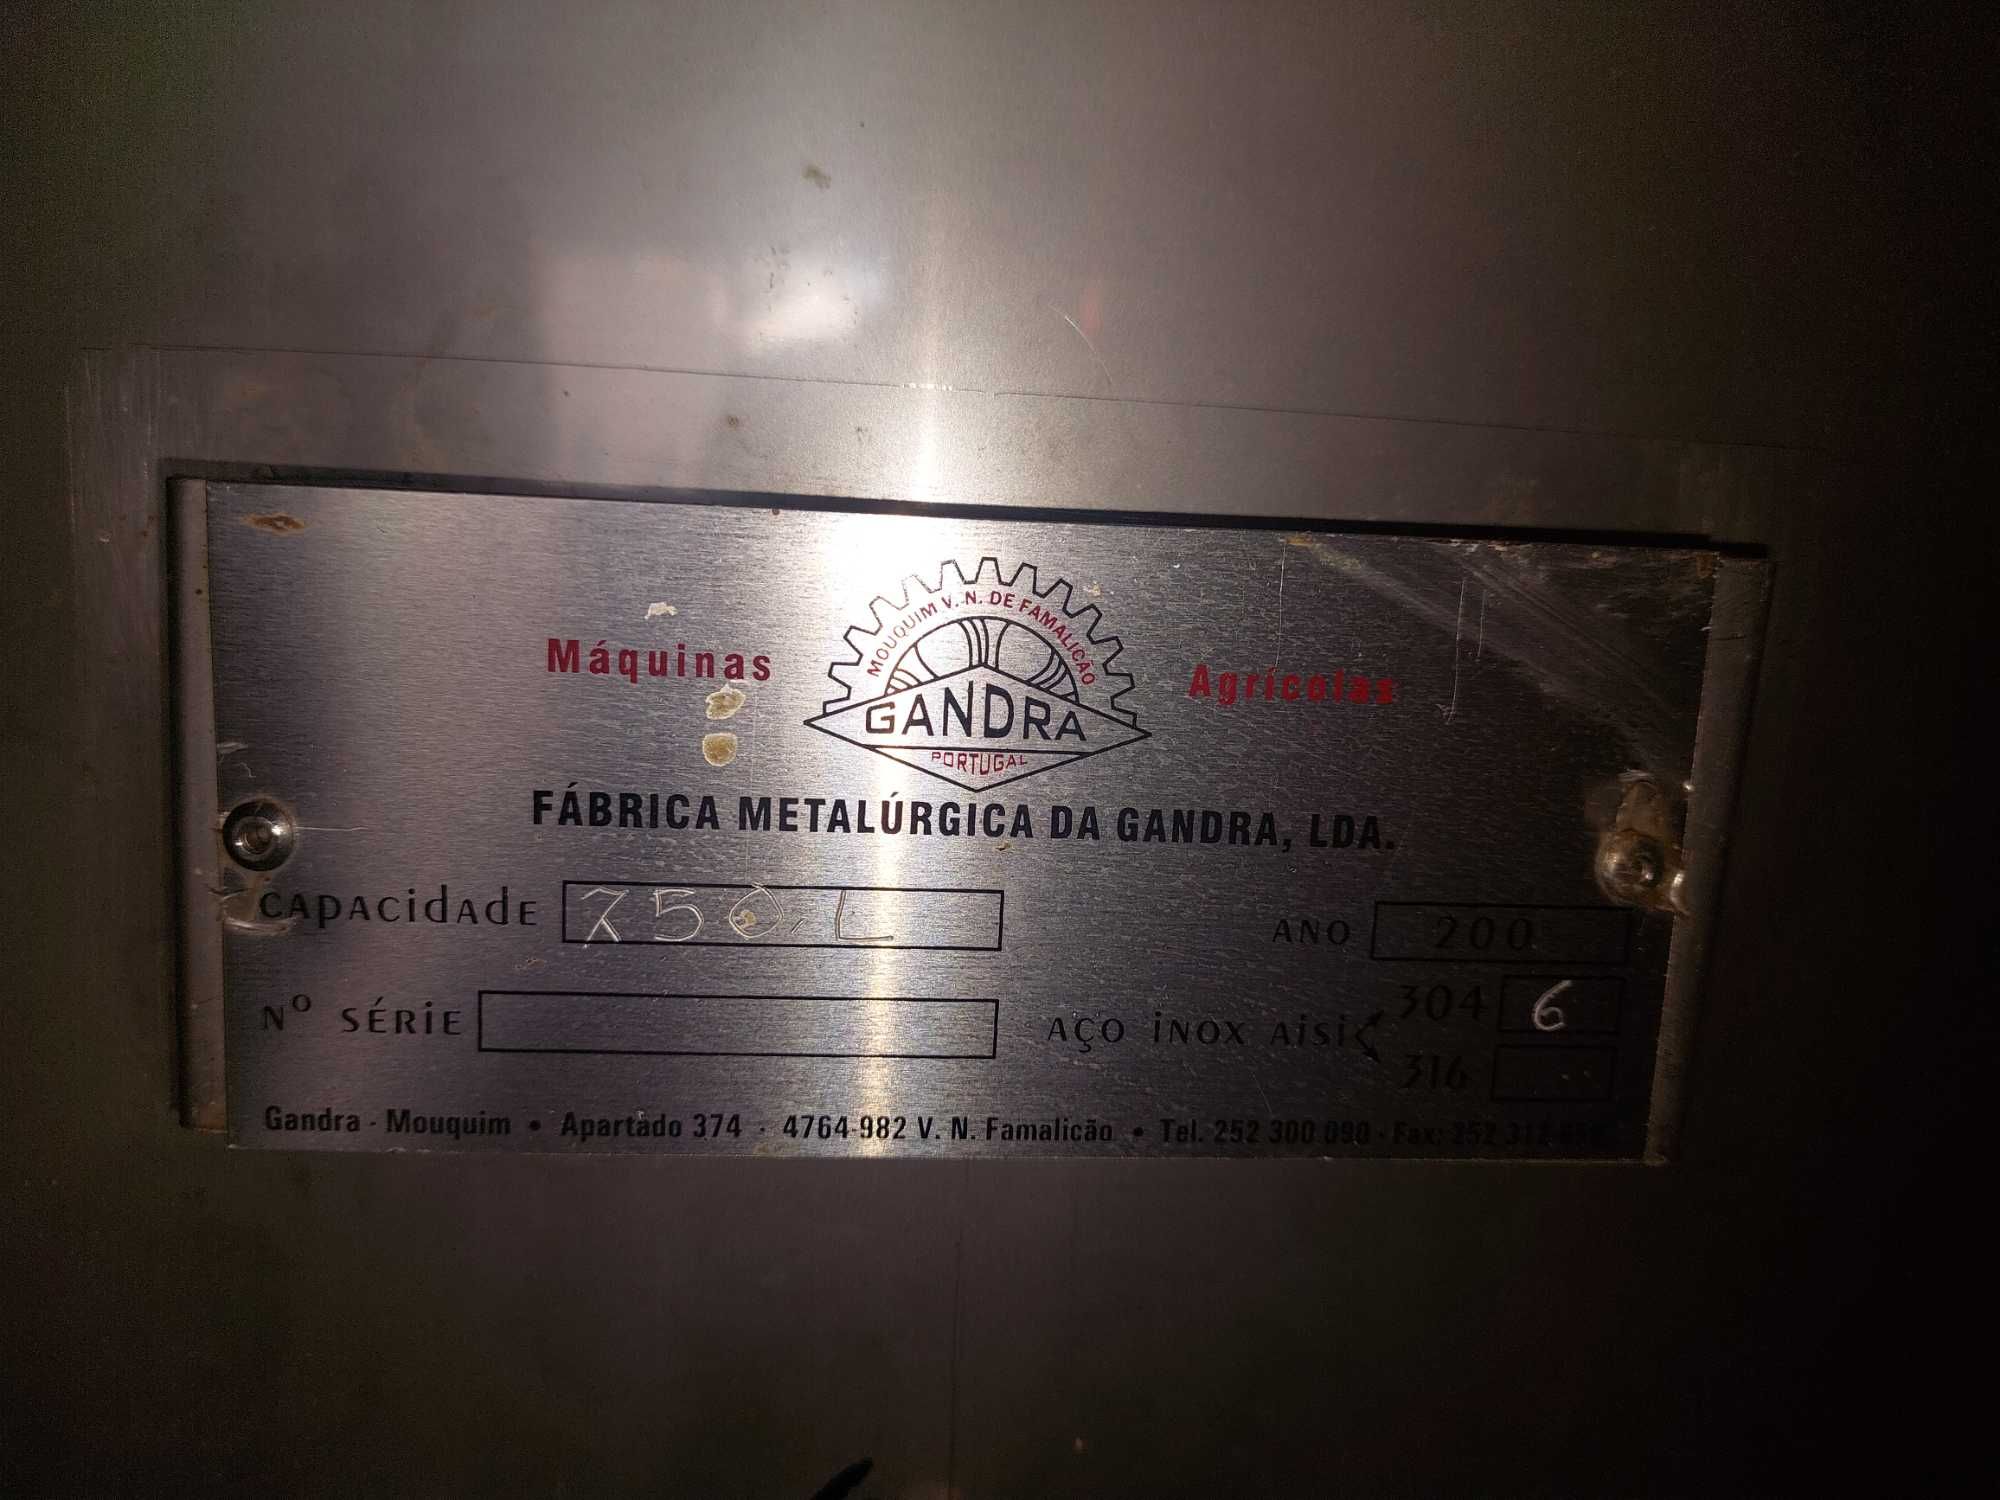 MOUQUIM V. N. DE FAMALICÃO
Máquinas Agrícolas
GANDRA
PORTUGAL
FÁBRICA METALÚRGICA DA GANDRA, LDA.
CAPACIDADE 750,L
ANO 200
Nº SÉRIE
AÇO INOX AISI 304 6
316
Gandra - Mouquim • Apartado 374 - 4764-982 V. N. Famalicão • Tel. 252 300 090 - Fax: 252